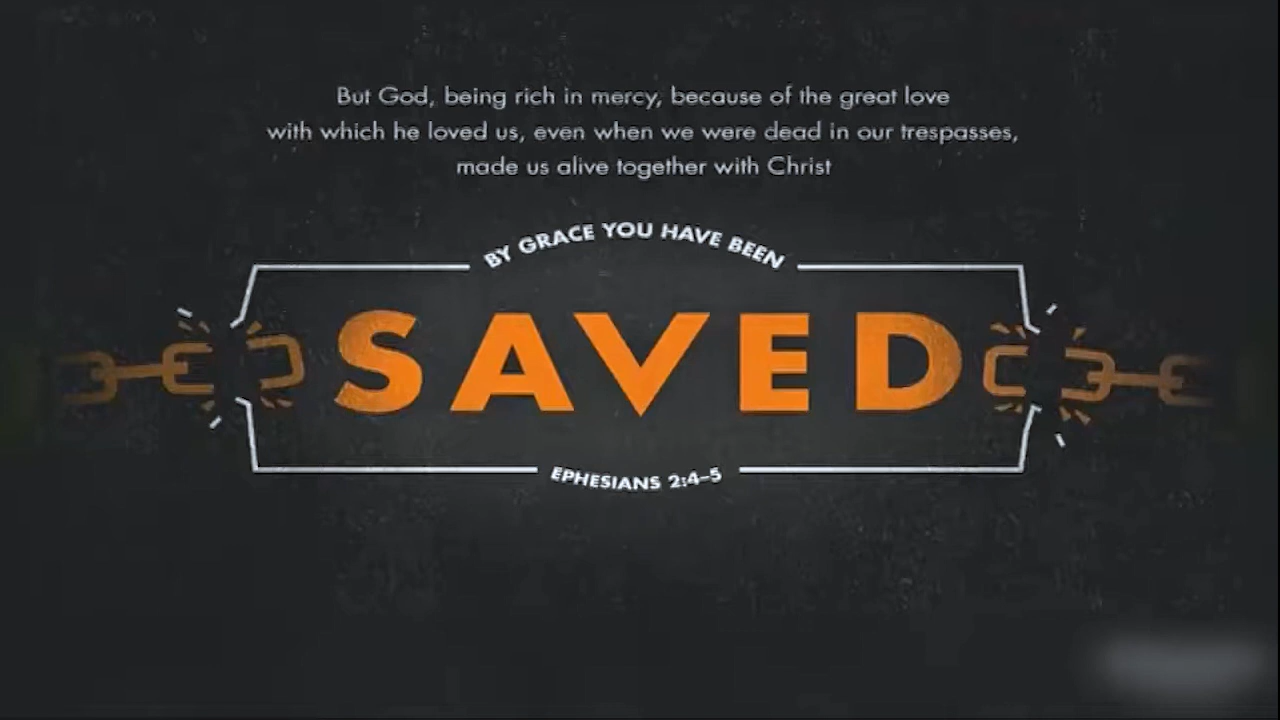 But God, being rich in mercy, because of the great love
with which he loved us, even when we were dead in our trespasses,
made us alive together with Christ
BY GRACE YOU HAVE BEEN
SAVED
EPHESIANS 2:4–5